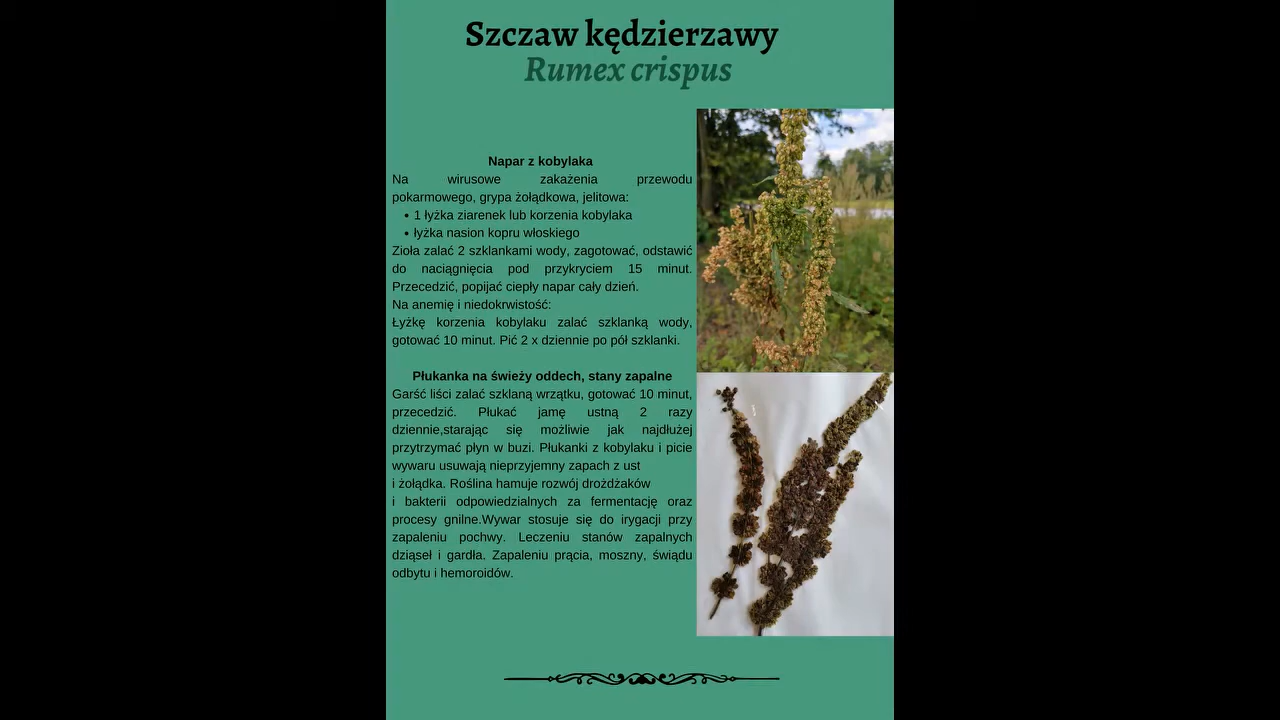 Szczaw kędzierzawy
Rumex crispus
Napar z kobylaka
Na wirusowe zakażenia przewodu
pokarmowego, grypa żołądkowa, jelitowa:
• 1 łyżka ziarenek lub korzenia kobylaka
• łyżka nasion kopru włoskiego
Zioła zalać 2 szklankami wody, zagotować, odstawić
do naciągnięcia pod przykryciem 15 minut.
Przecedzić, popijać ciepły napar cały dzień.
Na anemię i niedokrwistość:
Łyżkę korzenia kobylaku zalać szklanką wody,
gotować 10 minut. Pić 2 x dziennie po pół szklanki.
Płukanka na świeży oddech, stany zapalne
Garść liści zalać szklaną wrzątku, gotować 10 minut,
przecedzić. Płukać jamę ustną 2 razy
dziennie,starając się możliwie jak najdłużej
przytrzymać płyn w buzi. Płukanki z kobylaku i picie
wywaru usuwają nieprzyjemny zapach z ust
i żołądka. Roślina hamuje rozwój drożdżaków
i bakterii odpowiedzialnych za fermentację oraz
procesy gnilne.Wywar stosuje się do irygacji przy
zapaleniu pochwy. Leczeniu stanów zapalnych
dziąseł i gardła. Zapaleniu prącia, moszny, świądu
odbytu i hemoroidów.